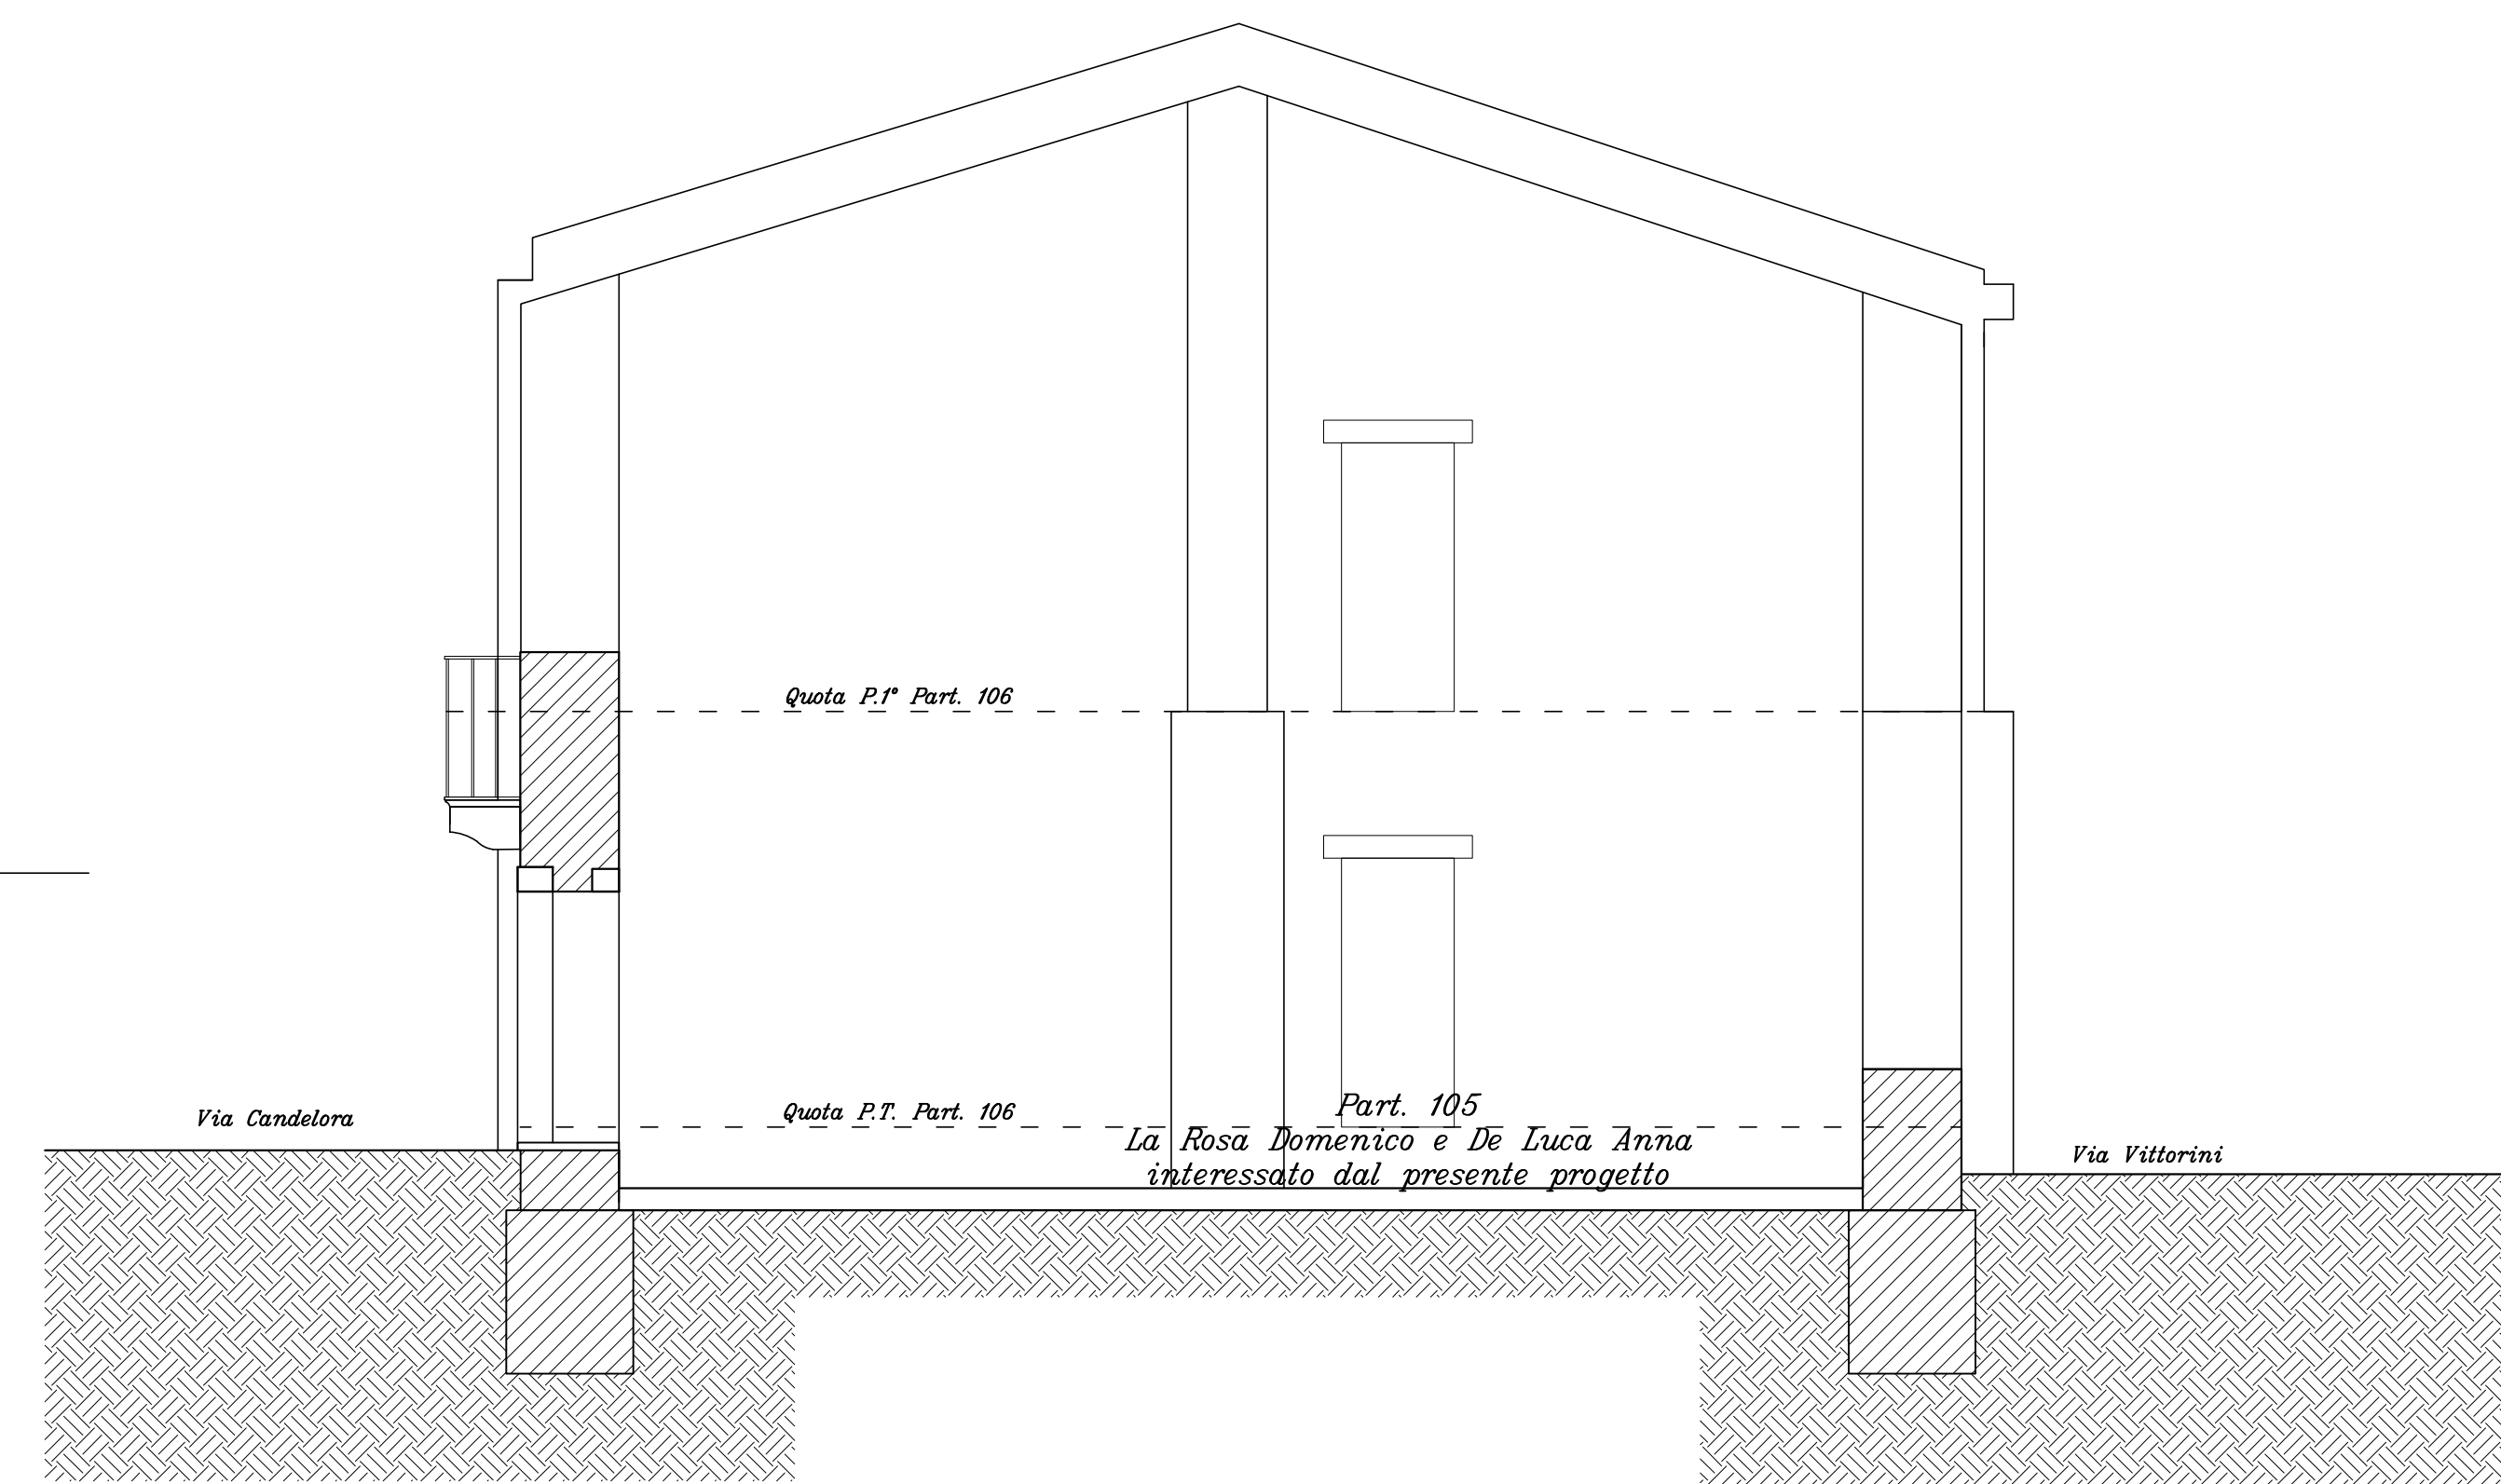 Quota P.1° Part. 106
Via Candelora
Quota P.T. Part. 106
Part. 105
La Rosa Domenico e De Luca Anna
interessato dal presente progetto
Via Vittorini